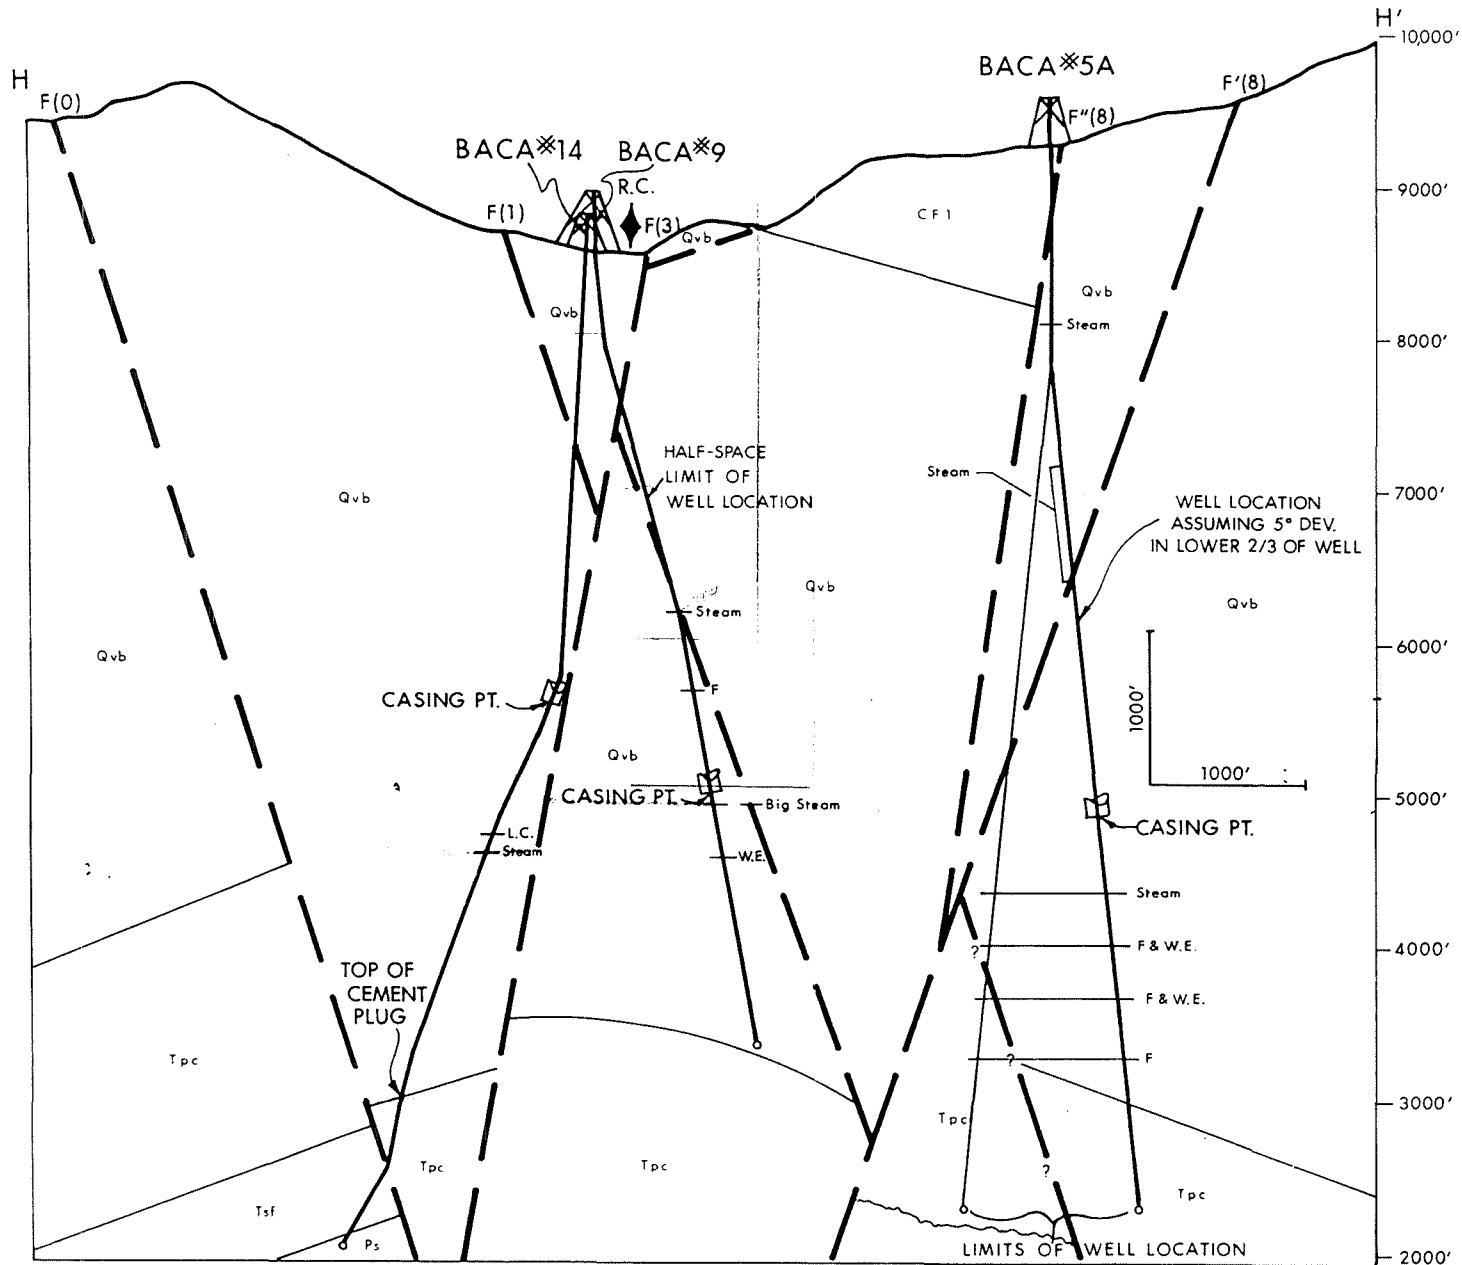 H'
10,000'
H
BACA #5A
F'(8)
F(0)
F"(8)
BACA #14
BACA #9
R.C.
9000'
F(1)
F(3)
CF1
Qvb
Qvb
Qvb
Steam
8000'
HALF-SPACE
LIMIT OF
WELL LOCATION
Steam
Qvb
7000'
WELL LOCATION
ASSUMING 5° DEV.
IN LOWER 2/3 OF WELL
Qvb
Steam
Qvb
Qvb
6000'
CASING PT.
F
1000'
Qvb
1000'
CASING PT.
Big Steam
5000'
CASING PT.
L.C.
Steam
W.E.
Steam
?
F & W.E.
4000'
TOP OF
CEMENT
PLUG
F & W.E.
Tpc
?
F
3000'
Tpc
Tpc
Tpc
?
Tpc
Tsf
Ps
LIMITS OF WELL LOCATION
2000'